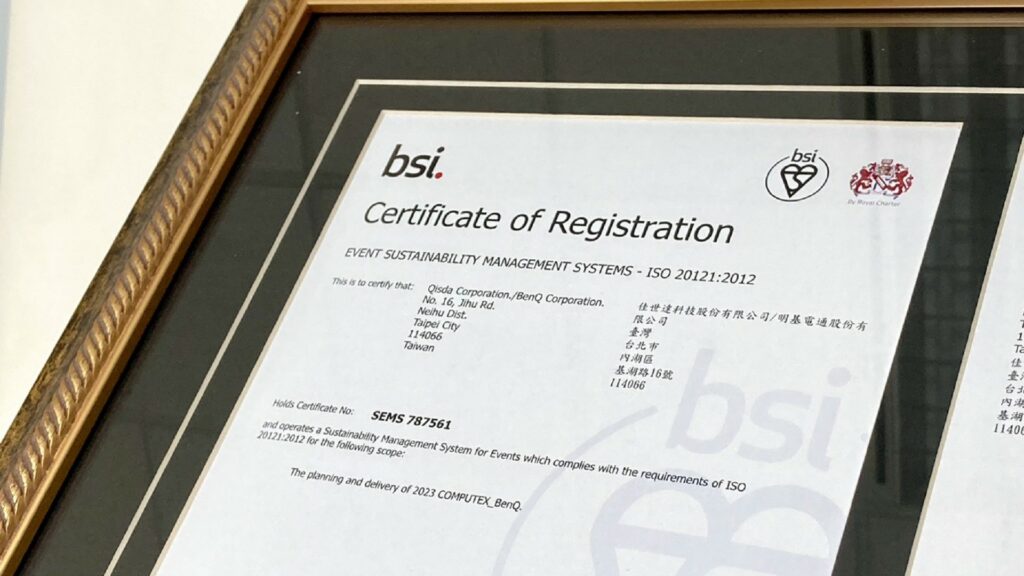 bsi.
bsi
By Royal Charter
Certificate of Registration
EVENT SUSTAINABILITY MANAGEMENT SYSTEMS - ISO 20121:2012
This is to certify that:
Qisda Corporation./BenQ Corporation.
No. 16, Jihu Rd.
Neihu Dist.
Taipei City
114066
Taiwan
佳世達科技股份有限公司/明基電通股份有
限公司
臺灣
台北市
內湖區
基湖路16號
114066
Holds Certificate No:
SEMS 787561
and operates a Sustainability Management System for Events which complies with the requirements of ISO
20121:2012 for the following scope:
The planning and delivery of 2023 COMPUTEX_BenQ.
bsi